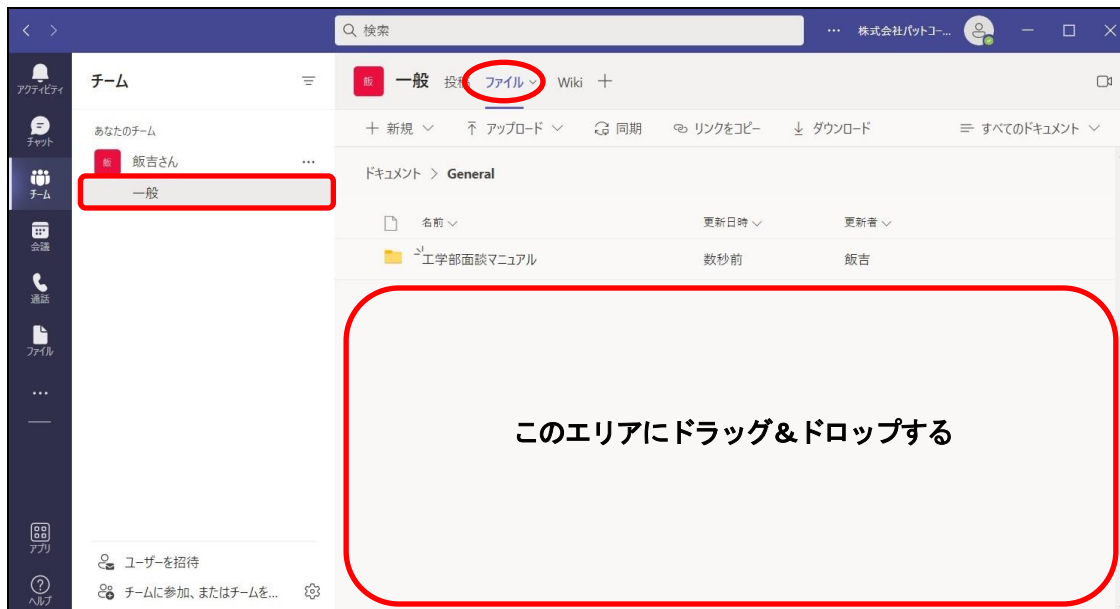 検索
… 株式会社パットコー...
アクティビティ
チャット
チーム
会議
通話
ファイル
アプリ
ヘルプ
チーム
あなたのチーム
飯 飯吉さん
一般
ユーザーを招待
チームに参加、またはチームを...
飯 一般 投稿 ファイル Wiki
新規 アップロード 同期 リンクをコピー ダウンロード すべてのドキュメント
ドキュメント > General
名前 更新日時 更新者
工学部面談マニュアル 数秒前 飯吉
このエリアにドラッグ&ドロップする